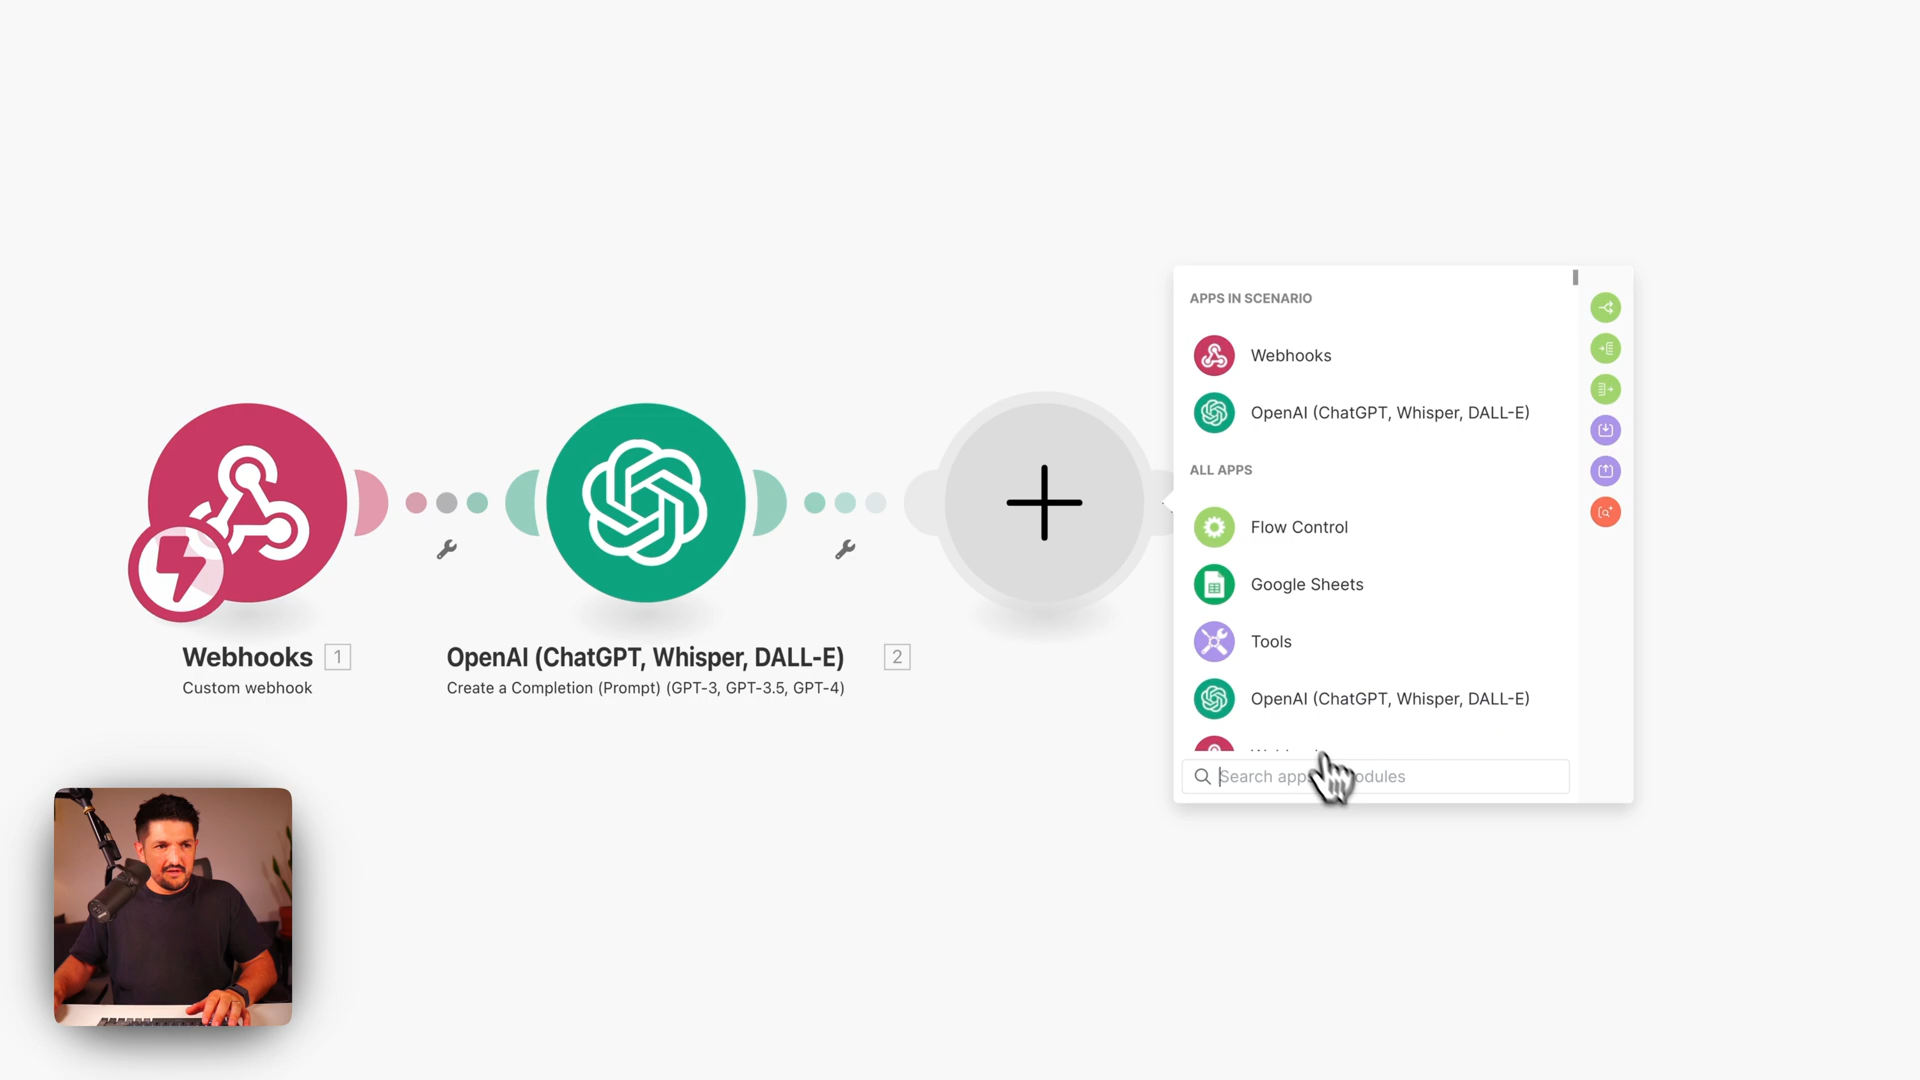 APPS IN SCENARIO
Webhooks
OpenAI (ChatGPT, Whisper, DALL-E)
ALL APPS
Flow Control
Google Sheets
Tools
OpenAI (ChatGPT, Whisper, DALL-E)
Search
Webhooks 1
Custom webhook
OpenAI (ChatGPT, Whisper, DALL-E) 2
Create a Completion (Prompt) (GPT-3, GPT-3.5, GPT-4)